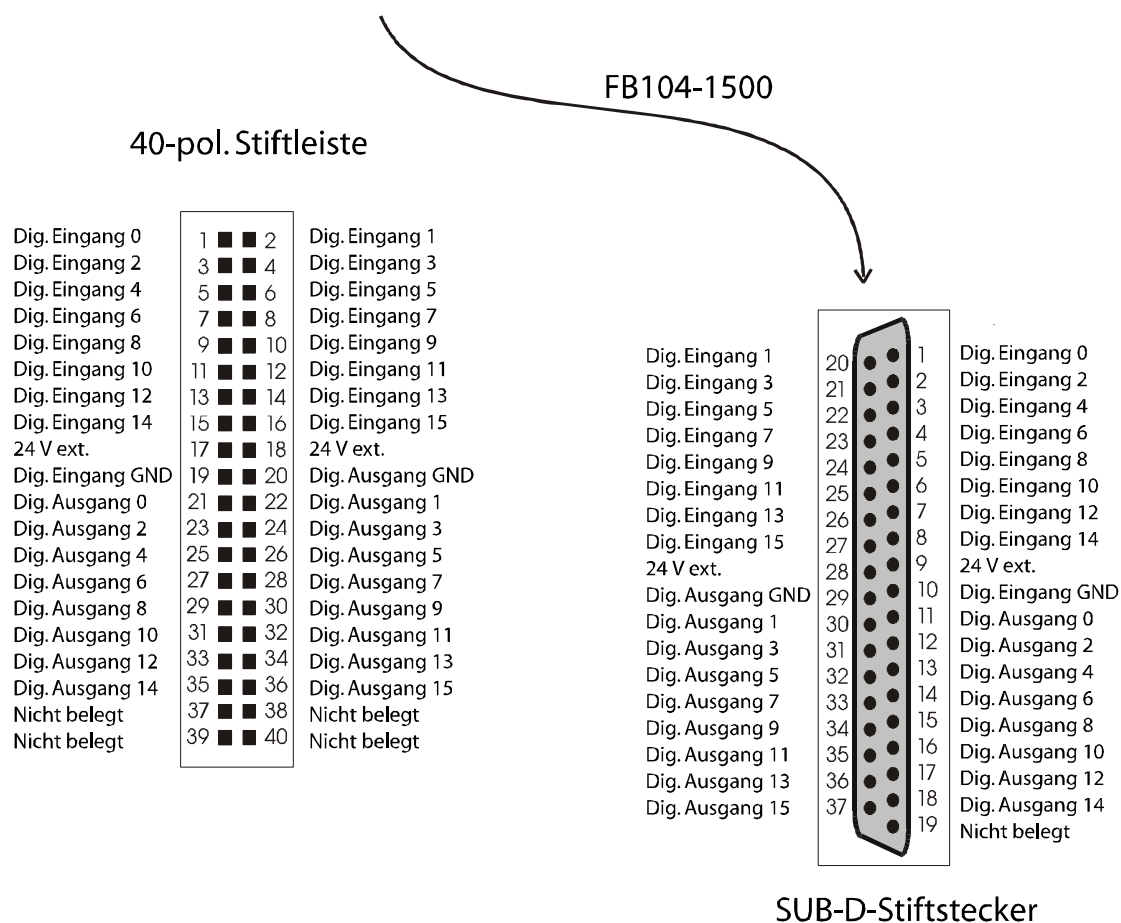 FB104-1500
40-pol. Stiftleiste
Dig. Eingang 0 1 2 Dig. Eingang 1
Dig. Eingang 2 3 4 Dig. Eingang 3
Dig. Eingang 4 5 6 Dig. Eingang 5
Dig. Eingang 6 7 8 Dig. Eingang 7
Dig. Eingang 8 9 10 Dig. Eingang 9
Dig. Eingang 10 11 12 Dig. Eingang 11
Dig. Eingang 12 13 14 Dig. Eingang 13
Dig. Eingang 14 15 16 Dig. Eingang 15
24 V ext. 17 18 24 V ext.
Dig. Eingang GND 19 20 Dig. Ausgang GND
Dig. Ausgang 0 21 22 Dig. Ausgang 1
Dig. Ausgang 2 23 24 Dig. Ausgang 3
Dig. Ausgang 4 25 26 Dig. Ausgang 5
Dig. Ausgang 6 27 28 Dig. Ausgang 7
Dig. Ausgang 8 29 30 Dig. Ausgang 9
Dig. Ausgang 10 31 32 Dig. Ausgang 11
Dig. Ausgang 12 33 34 Dig. Ausgang 13
Dig. Ausgang 14 35 36 Dig. Ausgang 15
Nicht belegt 37 38 Nicht belegt
Nicht belegt 39 40 Nicht belegt
Dig. Eingang 1 20 1 Dig. Eingang 0
Dig. Eingang 3 21 2 Dig. Eingang 2
Dig. Eingang 5 22 3 Dig. Eingang 4
Dig. Eingang 7 23 4 Dig. Eingang 6
Dig. Eingang 9 24 5 Dig. Eingang 8
Dig. Eingang 11 25 6 Dig. Eingang 10
Dig. Eingang 13 26 7 Dig. Eingang 12
Dig. Eingang 15 27 8 Dig. Eingang 14
24 V ext. 28 9 24 V ext.
Dig. Ausgang GND 29 10 Dig. Eingang GND
Dig. Ausgang 1 30 11 Dig. Ausgang 0
Dig. Ausgang 3 31 12 Dig. Ausgang 2
Dig. Ausgang 5 32 13 Dig. Ausgang 4
Dig. Ausgang 7 33 14 Dig. Ausgang 6
Dig. Ausgang 9 34 15 Dig. Ausgang 8
Dig. Ausgang 11 35 16 Dig. Ausgang 10
Dig. Ausgang 13 36 17 Dig. Ausgang 12
Dig. Ausgang 15 37 18 Dig. Ausgang 14
19 Nicht belegt
SUB-D-Stiftstecker